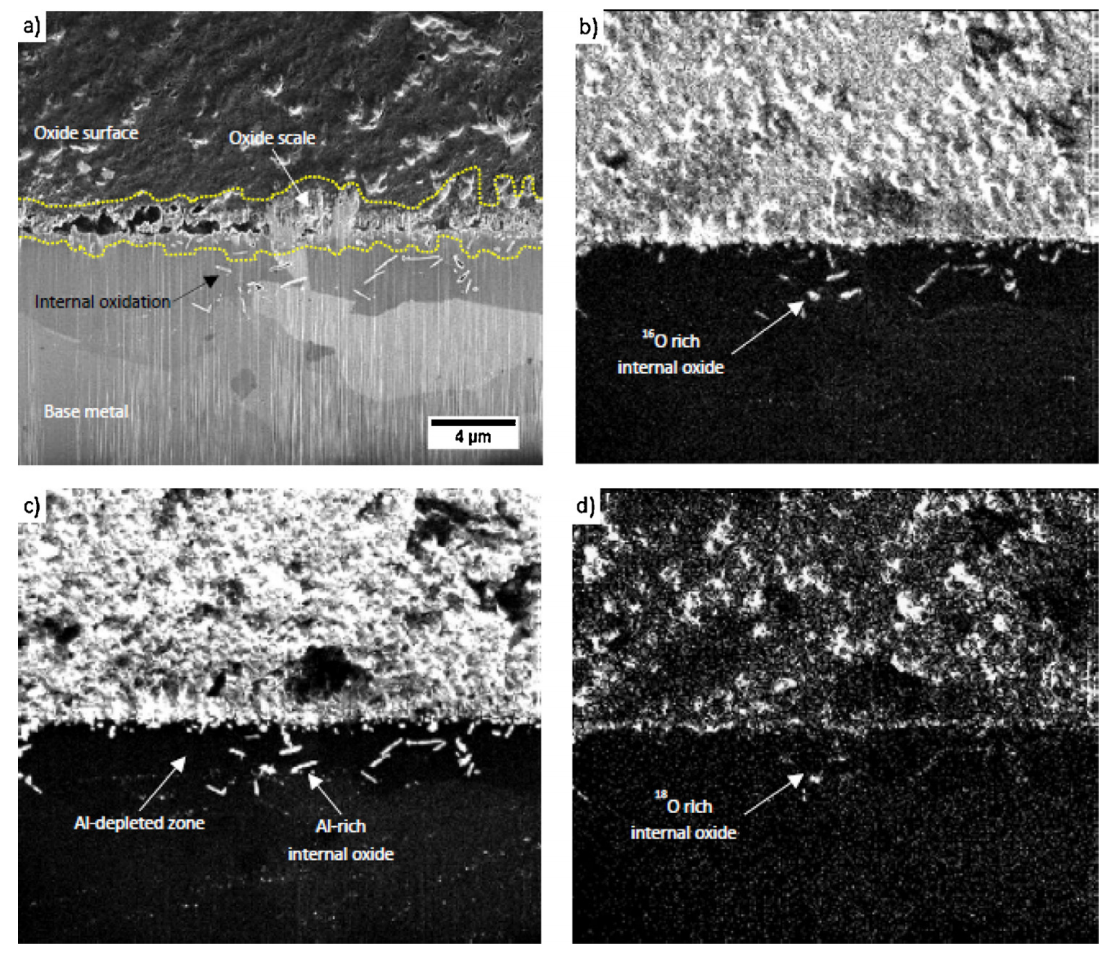 a)
Oxide surface
Oxide scale
Internal oxidation
Base metal
4 µm
b)
¹⁶O rich
internal oxide
c)
Al-depleted zone
Al-rich
internal oxide
d)
¹⁸O rich
internal oxide